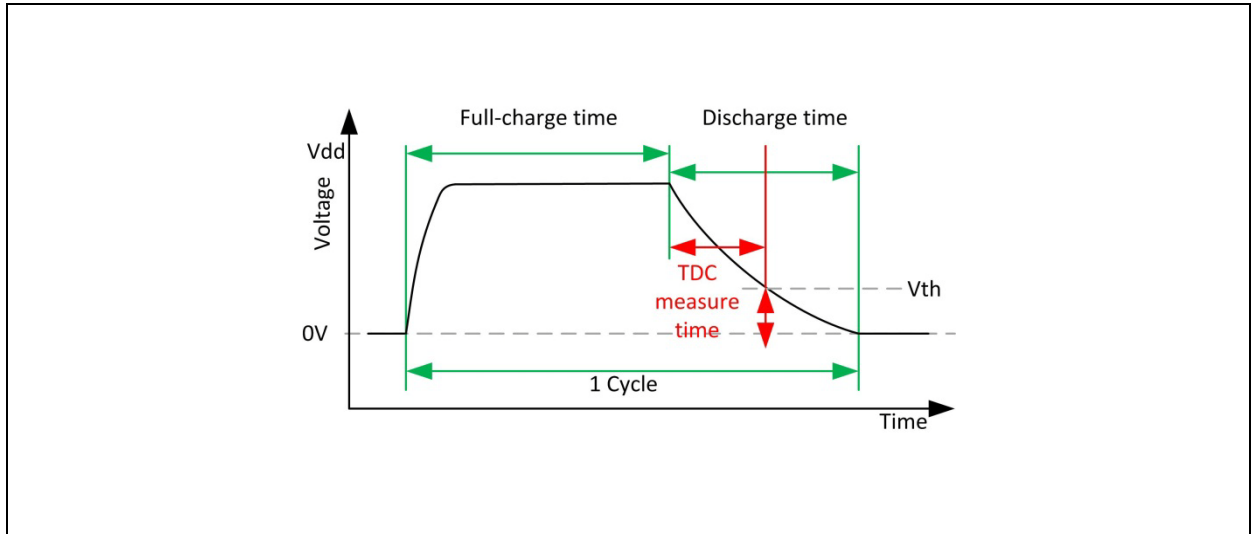 Full-charge time
Discharge time
Vdd
Voltage
TDC
measure
time
Vth
0V
1 Cycle
Time